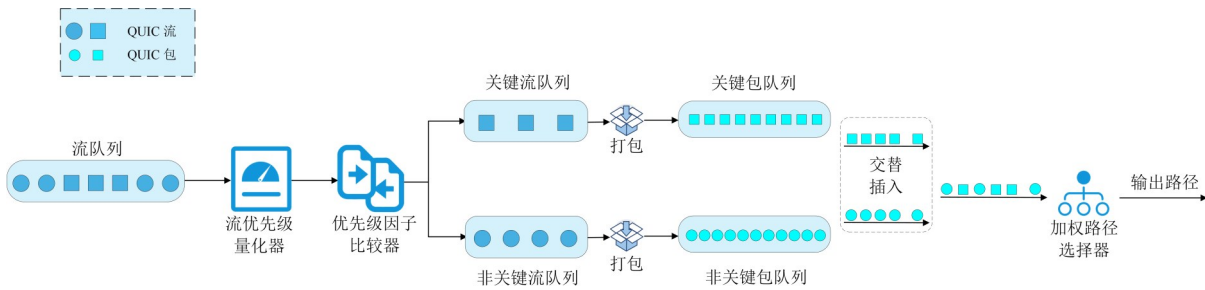 QUIC 流
QUIC 包
流队列
流优先级
量化器
优先级因子
比较器
关键流队列
打包
关键包队列
非关键流队列
打包
非关键包队列
交替
插入
加权路径
选择器
输出路径